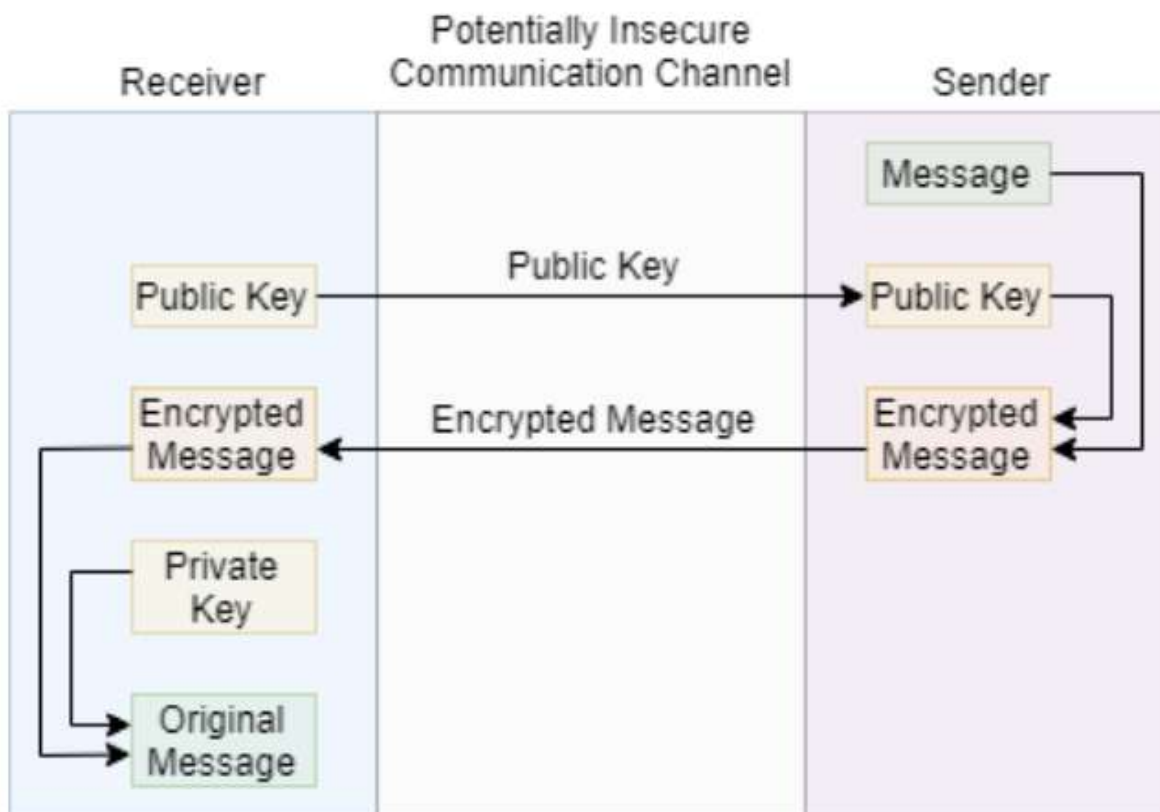 Potentially Insecure
Communication Channel
Receiver
Sender
Message
Public Key
Public Key
Public Key
Encrypted
Message
Encrypted Message
Encrypted
Message
Private
Key
Original
Message